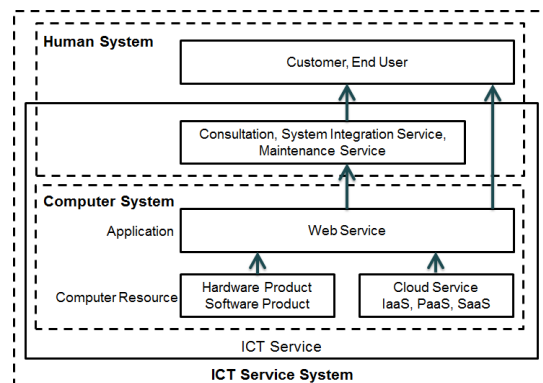 Human System
Customer, End User
Consultation, System Integration Service,
Maintenance Service
Computer System
Application
Web Service
Computer Resource
Hardware Product
Software Product
Cloud Service
IaaS, PaaS, SaaS
ICT Service
ICT Service System